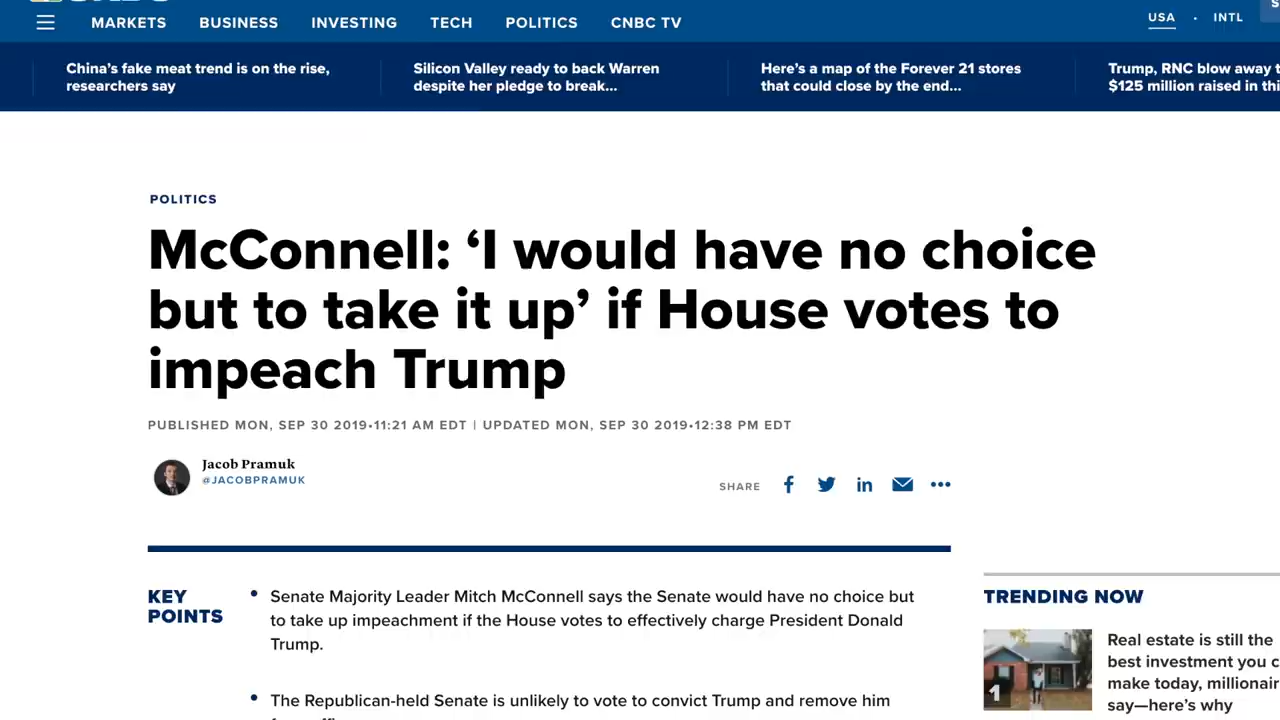 MARKETS BUSINESS INVESTING TECH POLITICS CNBC TV
USA · INTL
China’s fake meat trend is on the rise,
researchers say
Silicon Valley ready to back Warren
despite her pledge to break...
Here’s a map of the Forever 21 stores
that could close by the end...
Trump, RNC blow away
$125 million raised in
POLITICS
McConnell: ‘I would have no choice
but to take it up’ if House votes to
impeach Trump
PUBLISHED MON, SEP 30 2019•11:21 AM EDT | UPDATED MON, SEP 30 2019•12:38 PM EDT
Jacob Pramuk
@JACOBPRAMUK
SHARE
KEY
POINTS
• Senate Majority Leader Mitch McConnell says the Senate would have no choice but
to take up impeachment if the House votes to effectively charge President Donald
Trump.
• The Republican-held Senate is unlikely to vote to convict Trump and remove him
TRENDING NOW
1
Real estate is still the
best investment you
make today,
say—here’s why